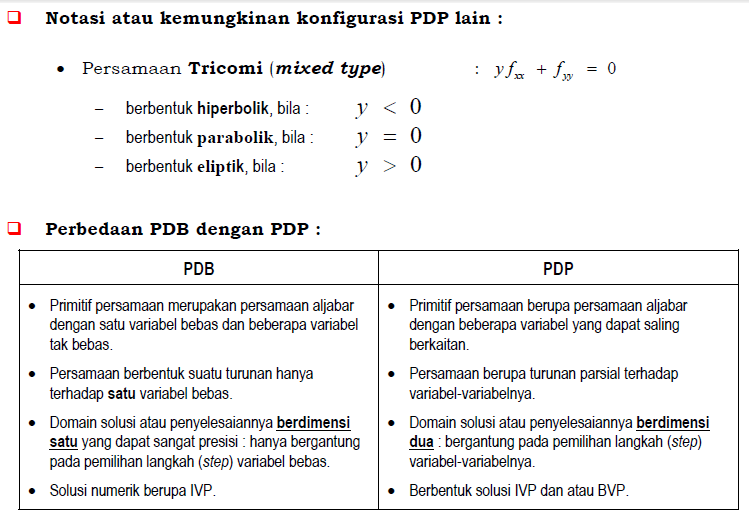 Notasi atau kemungkinan konfigurasi PDP lain :
• Persamaan Tricomi (mixed type) : y fxx + fyy = 0
– berbentuk hiperbolik, bila : y < 0
– berbentuk parabolik, bila : y = 0
– berbentuk eliptik, bila : y > 0
Perbedaan PDB dengan PDP :
PDB
PDP
• Primitif persamaan merupakan persamaan aljabar
dengan satu variabel bebas dan beberapa variabel
tak bebas.
• Persamaan berbentuk suatu turunan hanya
terhadap satu variabel bebas.
• Domain solusi atau penyelesaiannya berdimensi
satu yang dapat sangat presisi : hanya bergantung
pada pemilihan langkah (step) variabel bebas.
• Solusi numerik berupa IVP.
• Primitif persamaan berupa persamaan aljabar
dengan beberapa variabel yang dapat saling
berkaitan.
• Persamaan berupa turunan parsial terhadap
variabel-variabelnya.
• Domain solusi atau penyelesaiannya berdimensi
dua : bergantung pada pemilihan langkah (step)
variabel-variabelnya.
• Berbentuk solusi IVP dan atau BVP.